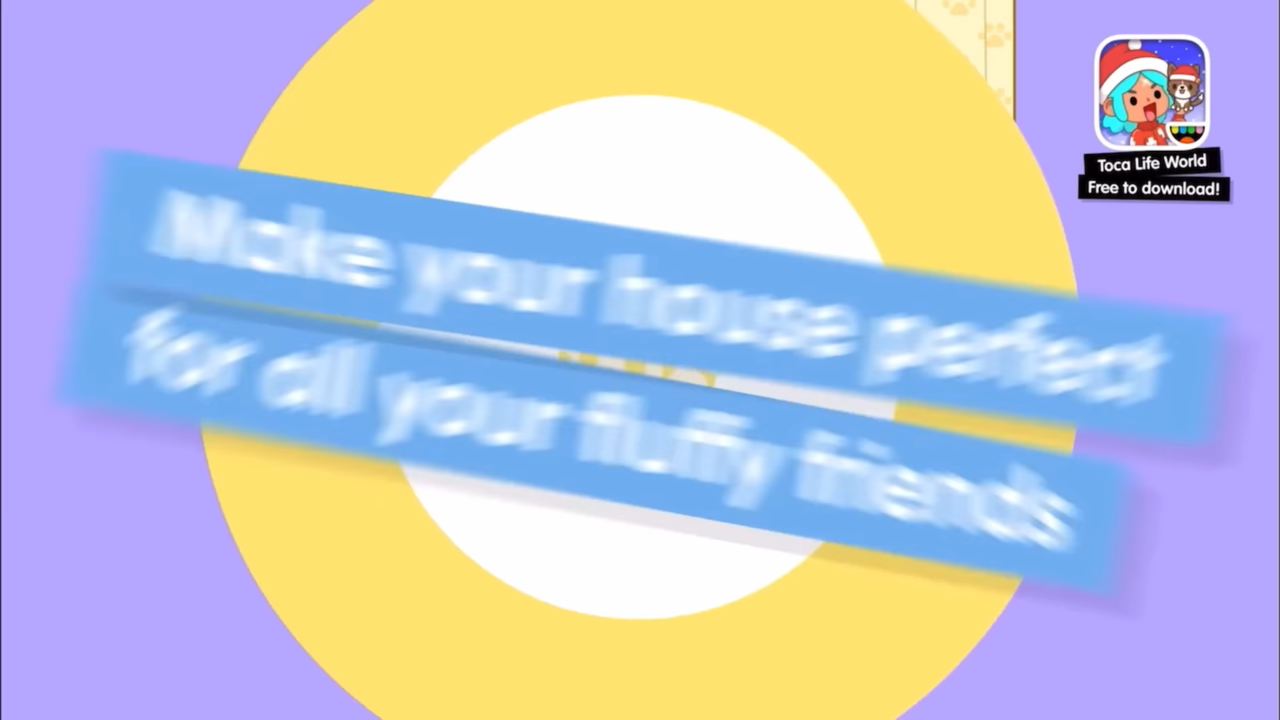 Make your house perfect
for all your fluffy friends
Toca Life World
Free to download!